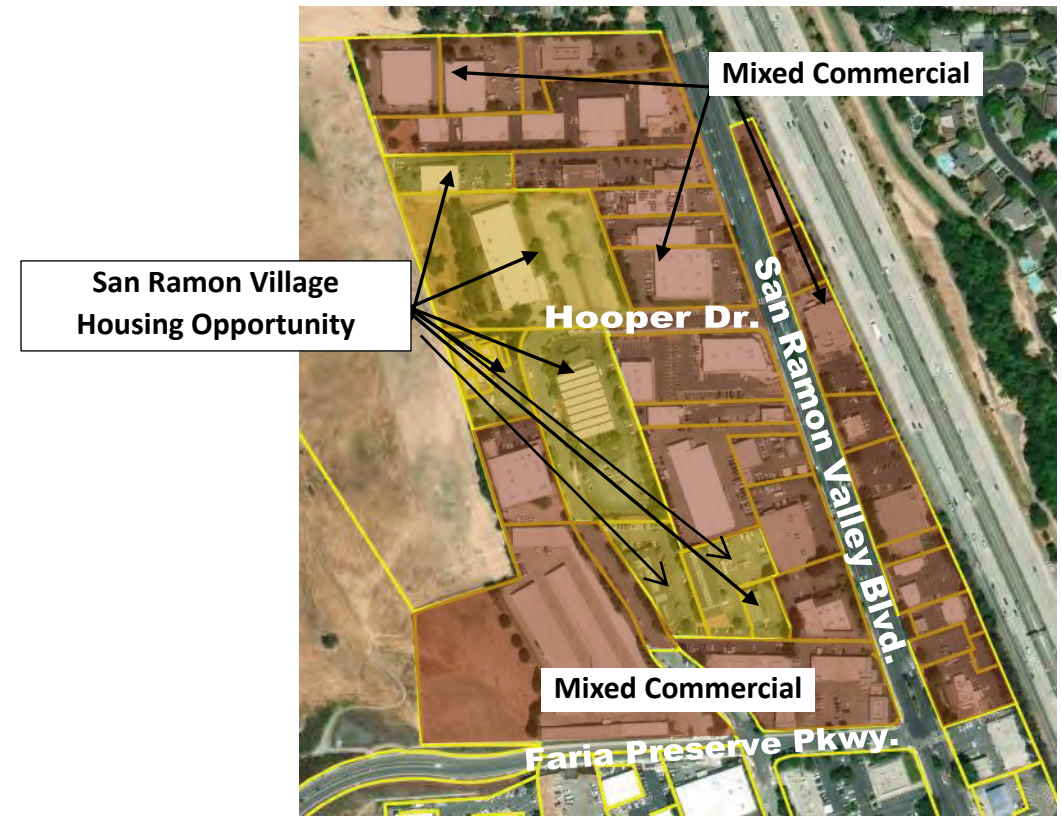 Mixed Commercial
San Ramon Village
Housing Opportunity
Hooper Dr.
San Ramon Valley Blvd.
Mixed Commercial
Faria Preserve Pkwy.